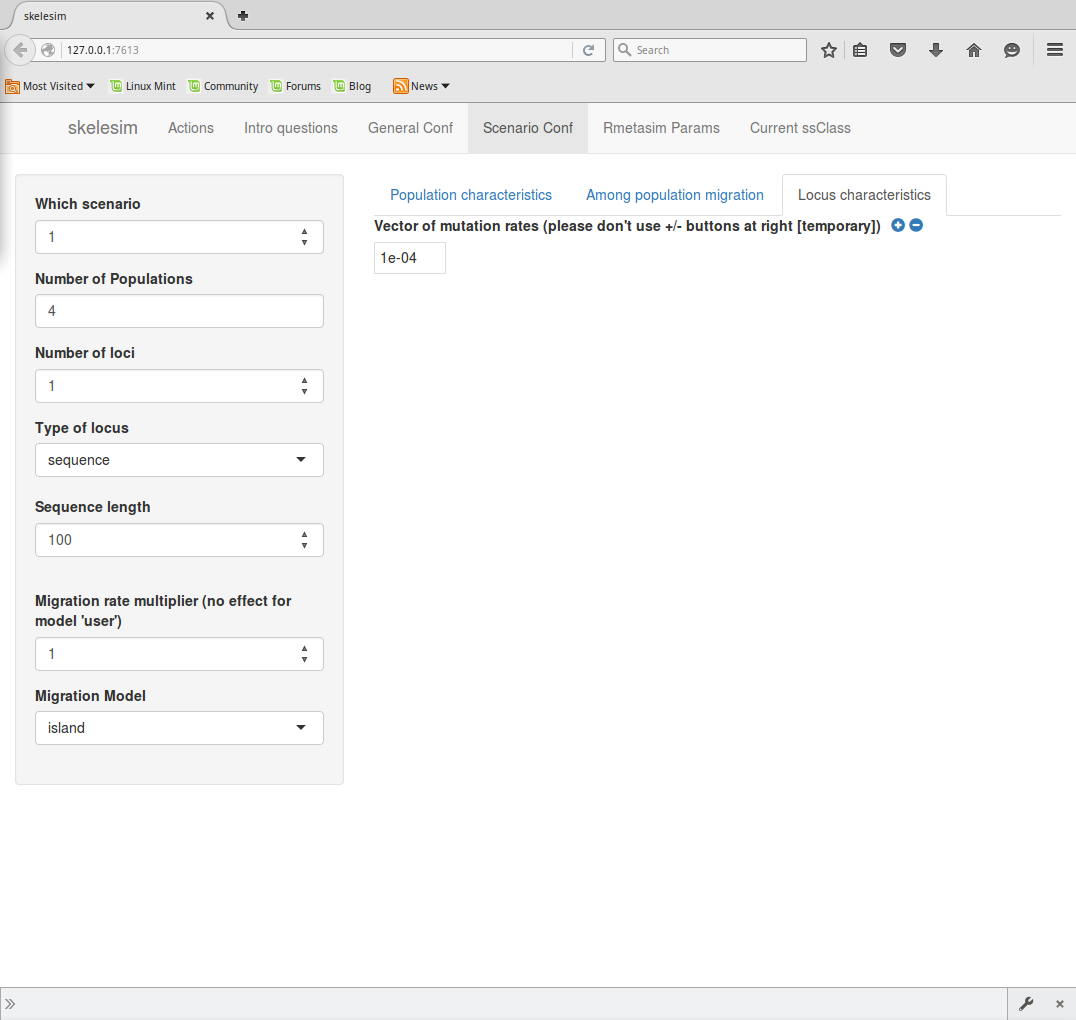 skelesim
127.0.0.1:7613
Search
Most Visited Linux Mint Community Forums Blog News
skelesim Actions Intro questions General Conf Scenario Conf Rmetasim Params Current ssClass
Which scenario
1
Number of Populations
4
Number of loci
1
Type of locus
sequence
Sequence length
100
Migration rate multiplier (no effect for
model 'user')
1
Migration Model
island
Population characteristics Among population migration Locus characteristics
Vector of mutation rates (please don't use +/- buttons at right [temporary])
1e-04